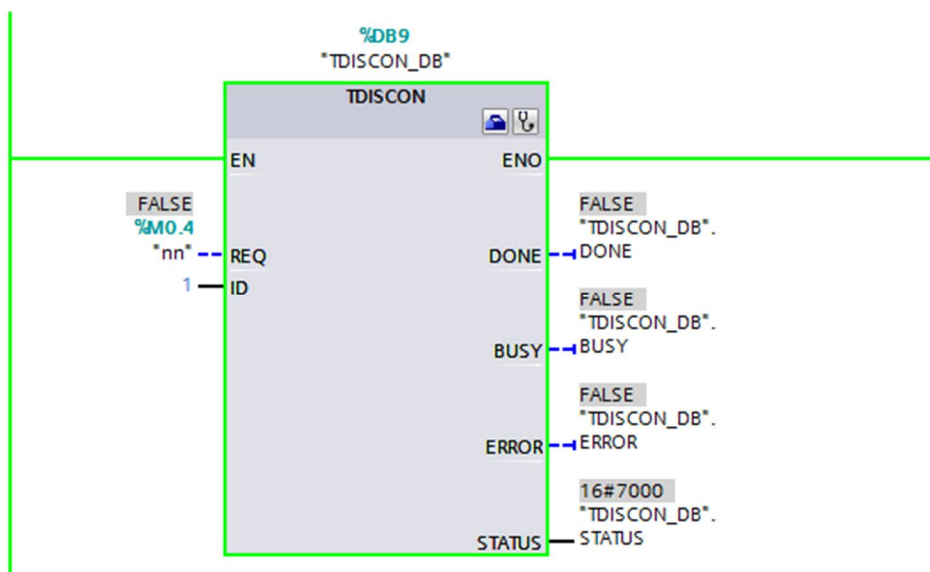 %DB9
"TDISCON_DB"
TDISCON
EN
ENO
FALSE
%M0.4
"nn"
REQ
1
ID
FALSE
"TDISCON_DB".
DONE
DONE
FALSE
"TDISCON_DB".
BUSY
BUSY
FALSE
"TDISCON_DB".
ERROR
ERROR
16#7000
"TDISCON_DB".
STATUS
STATUS